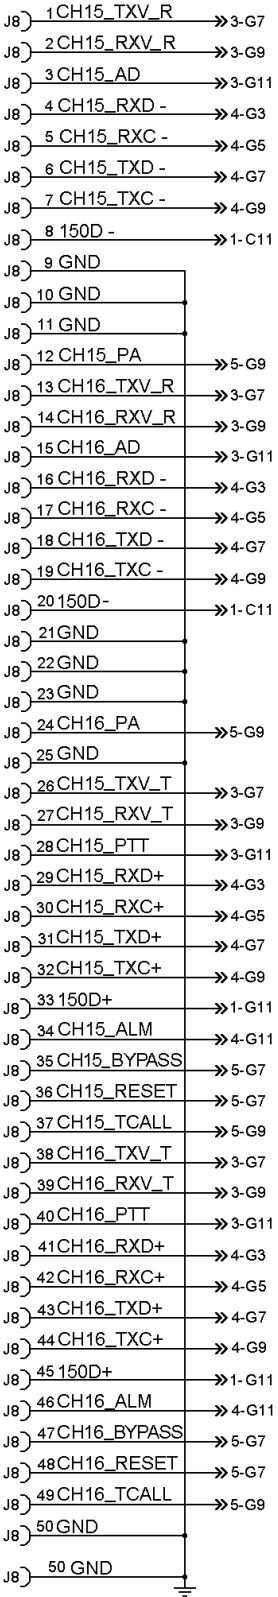 J8 1 CH15_TXV_R 3-G7
J8 2 CH15_RXV_R 3-G9
J8 3 CH15_AD 3-G11
J8 4 CH15_RXD - 4-G3
J8 5 CH15_RXC - 4-G5
J8 6 CH15_TXD - 4-G7
J8 7 CH15_TXC - 4-G9
J8 8 150D - 1-C11
J8 9 GND
J8 10 GND
J8 11 GND
J8 12 CH15_PA 5-G9
J8 13 CH16_TXV_R 3-G7
J8 14 CH16_RXV_R 3-G9
J8 15 CH16_AD 3-G11
J8 16 CH16_RXD - 4-G3
J8 17 CH16_RXC - 4-G5
J8 18 CH16_TXD - 4-G7
J8 19 CH16_TXC - 4-G9
J8 20 150D- 1-C11
J8 21 GND
J8 22 GND
J8 23 GND
J8 24 CH16_PA 5-G9
J8 25 GND
J8 26 CH15_TXV_T 3-G7
J8 27 CH15_RXV_T 3-G9
J8 28 CH15_PTT 3-G11
J8 29 CH15_RXD+ 4-G3
J8 30 CH15_RXC+ 4-G5
J8 31 CH15_TXD+ 4-G7
J8 32 CH15_TXC+ 4-G9
J8 33 150D+ 1-G11
J8 34 CH15_ALM 4-G11
J8 35 CH15_BYPASS 5-G7
J8 36 CH15_RESET 5-G7
J8 37 CH15_TCALL 5-G9
J8 38 CH16_TXV_T 3-G7
J8 39 CH16_RXV_T 3-G9
J8 40 CH16_PTT 3-G11
J8 41 CH16_RXD+ 4-G3
J8 42 CH16_RXC+ 4-G5
J8 43 CH16_TXD+ 4-G7
J8 44 CH16_TXC+ 4-G9
J8 45 150D+ 1-G11
J8 46 CH16_ALM 4-G11
J8 47 CH16_BYPASS 5-G7
J8 48 CH16_RESET 5-G7
J8 49 CH16_TCALL 5-G9
J8 50 GND
J8 50 GND